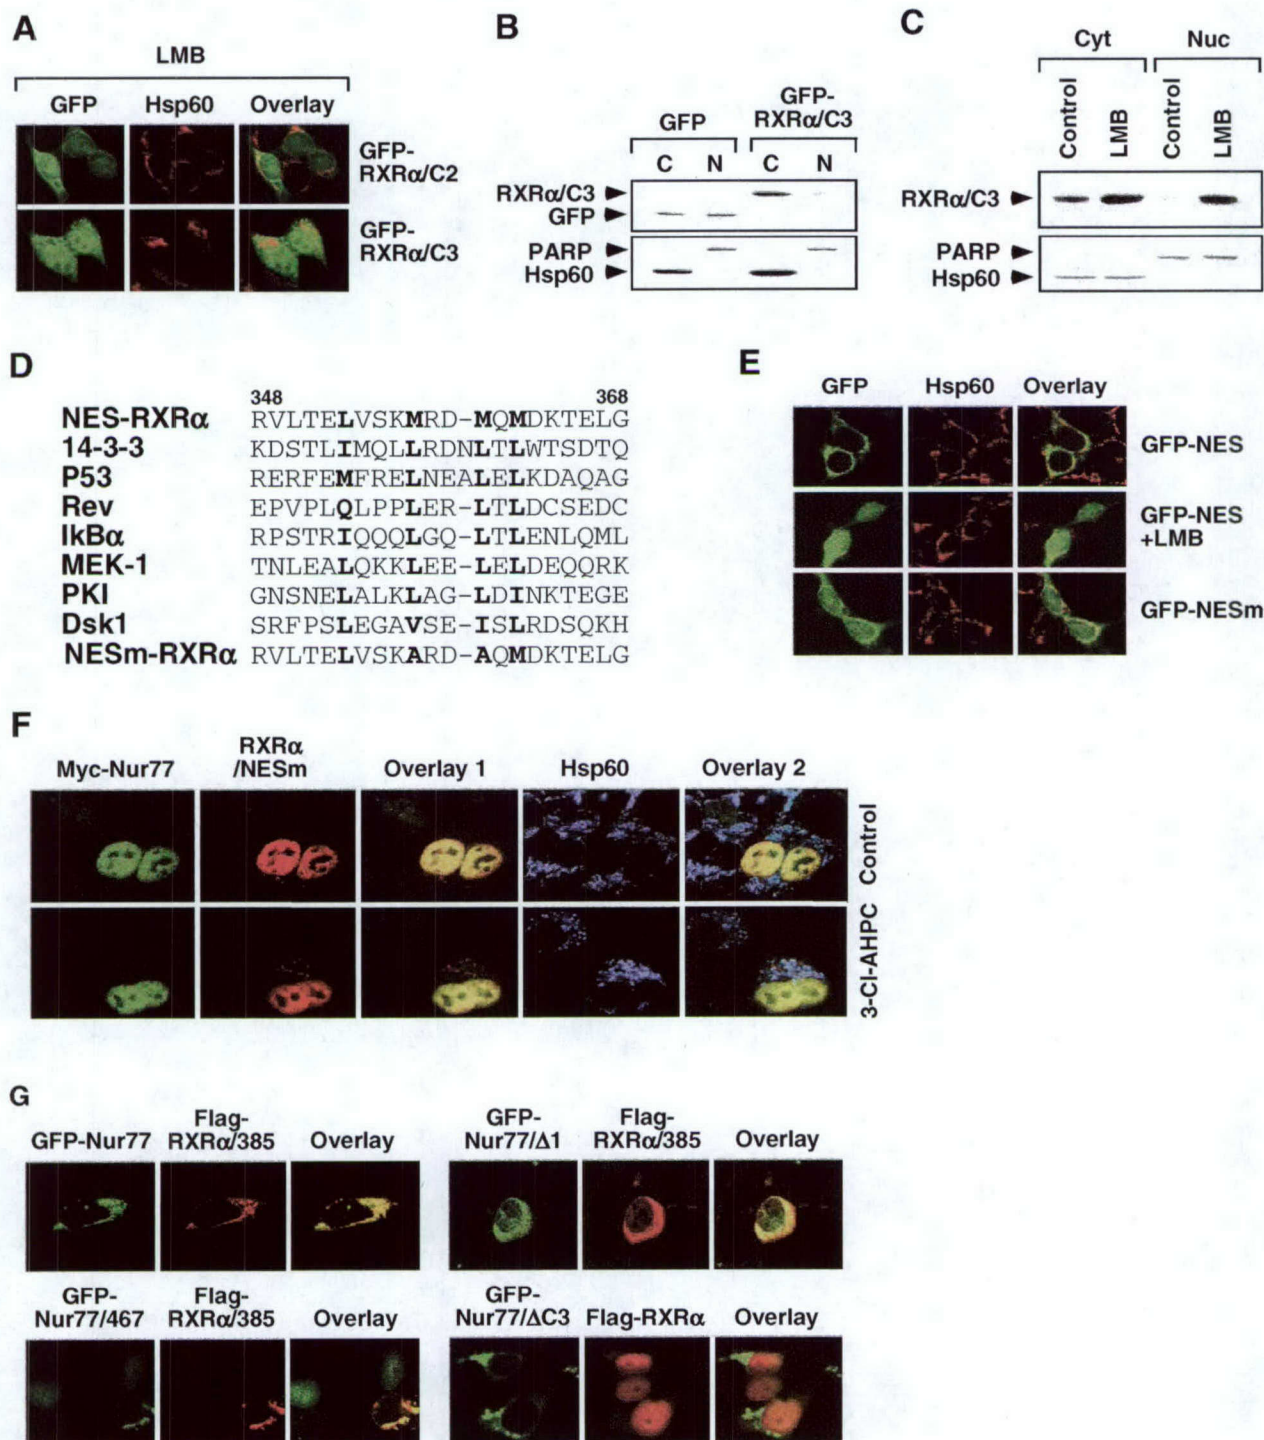 A
LMB
GFP Hsp60 Overlay
GFP-
RXRα/C2
GFP-
RXRα/C3
B
GFP
GFP-
RXRα/C3
C N C N
RXRα/C3
GFP
PARP
Hsp60
C
Cyt Nuc
Control LMB Control LMB
RXRα/C3
PARP
Hsp60
D
348 368
NES-RXRα RVLTELVSKMRD-MQMDKTELG
14-3-3 KDSTLIMQLLRDNLTLWTSDTQ
P53 RERFEMFRELNEALELKDAQAG
Rev EPVPLQLPPLER-LTLDCSEDC
IkBα RPSTRIQQQLGQ-LTLENLQML
MEK-1 TNLEALQKKLEE-LELDEQQRK
PKI GNSNELALKLAG-LDINKTEGE
Dsk1 SRFPSLEGAVSE-ISLRDSQKH
NESm-RXRα RVLTELVSKARD-AQMDKTELG
E
GFP Hsp60 Overlay
GFP-NES
GFP-NES
+LMB
GFP-NESm
F
Myc-Nur77 RXRα
/NESm Overlay 1 Hsp60 Overlay 2
Control
3-Cl-AHPC
G
GFP-Nur77 Flag-
RXRα/385 Overlay
GFP-
Nur77/Δ1 Flag-
RXRα/385 Overlay
GFP-
Nur77/467 Flag-
RXRα/385 Overlay
GFP-
Nur77/ΔC3 Flag-RXRα Overlay